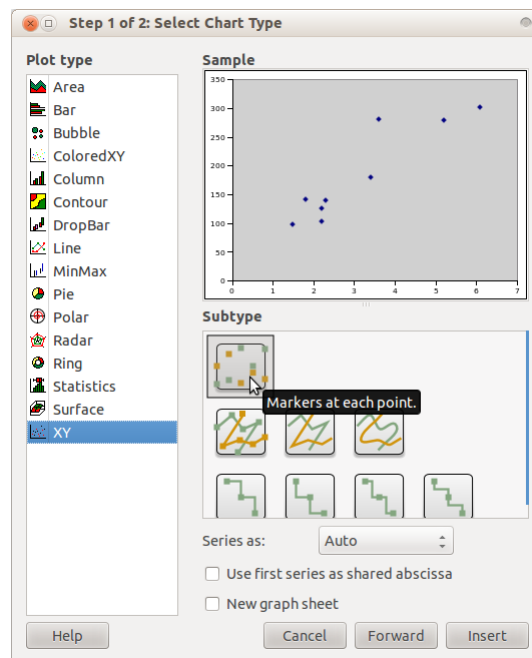 Step 1 of 2: Select Chart Type
Plot type
Area
Bar
Bubble
ColoredXY
Column
Contour
DropBar
Line
MinMax
Pie
Polar
Radar
Ring
Statistics
Surface
XY
Sample
350
300
250
200
150
100
50
0
0 1 2 3 4 5 6 7
Subtype
Markers at each point.
Series as: Auto
Use first series as shared abscissa
New graph sheet
Help Cancel Forward Insert